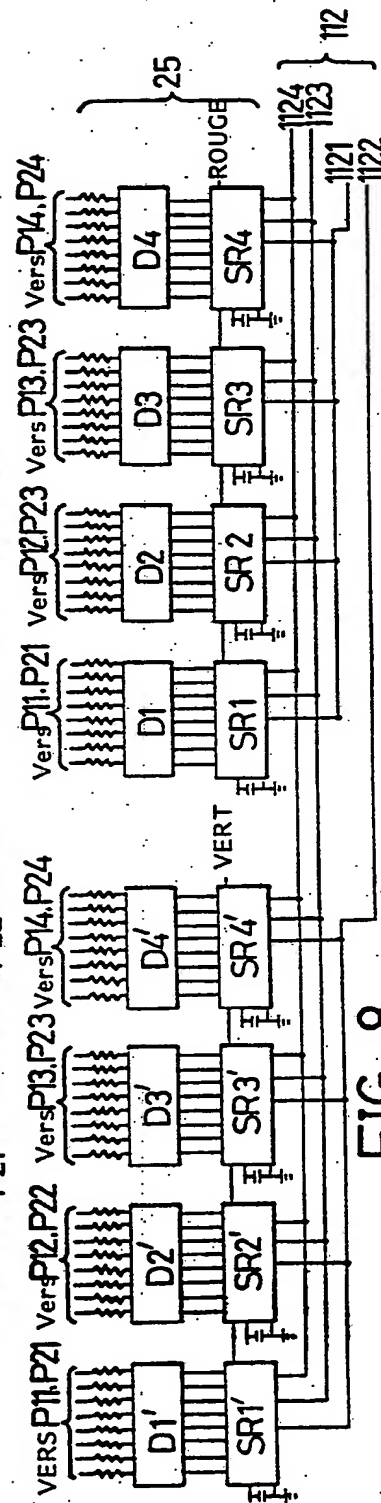 VERS P11,P21
Vers P12,P22
Vers P13,P23
Vers P14,P24
Vers P11,P21
Vers P12,P23
Vers P13,P23
Vers P14,P24
D1'
D2'
D3'
D4'
D1
D2
D3
D4
25
SR1'
SR2'
SR3'
SR4'
VERT
SR1
SR2
SR3
SR4
ROUGE
1124
1123
112
1121
1122
FIG_9